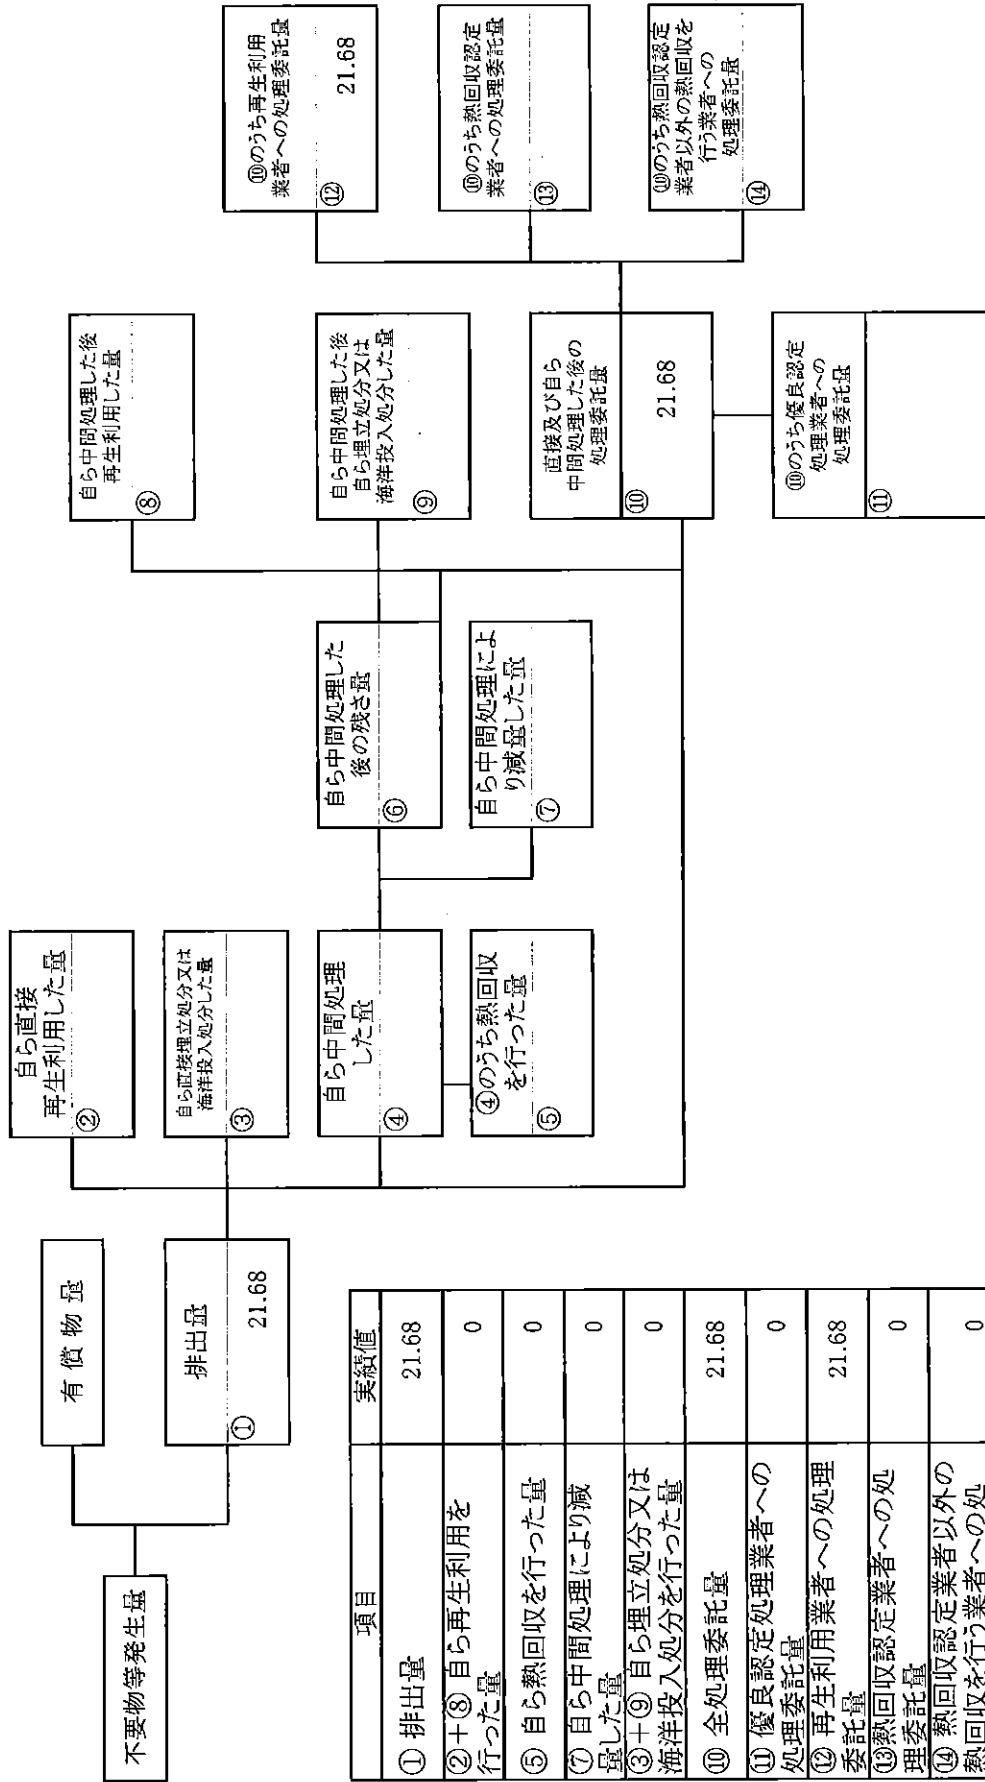 不要物等発生量
有償物量
排出量
①
21.68
自ら直接
再生利用した量
②
自ら直接埋立処分又は
海洋投入処分した量
③
自ら中間処理
した量
④
④のうち熱回収
を行った量
⑤
自ら中間処理した
後の残さ量
⑥
自ら中間処理によ
り減量した量
⑦
自ら中間処理した後
再生利用した量
⑧
自ら中間処理した後
自ら埋立処分又は
海洋投入処分した量
⑨
直接及び自ら
中間処理した後の
処理委託量
⑩
21.68
⑩のうち優良認定
処理業者への
処理委託量
⑪
⑩のうち再生利用
業者への処理委託量
⑫
21.68
⑩のうち熱回収認定
業者への処理委託量
⑬
⑩のうち熱回収認定
業者以外の熱回収を
行う業者への
処理委託量
⑭
項目 実績値
①排出量 21.68
②+⑧自ら再生利用を
行った量 0
⑤自ら熱回収を行った量 0
⑦自ら中間処理により減
量した量 0
③+⑨自ら埋立処分又は
海洋投入処分を行った量 0
⑩全処理委託量 21.68
⑪優良認定処理業者への
処理委託量 0
⑫再生利用業者への処理
委託量 21.68
⑬熱回収認定業者への処
理委託量 0
⑭熱回収認定業者以外の
熱回収を行う業者への処 0